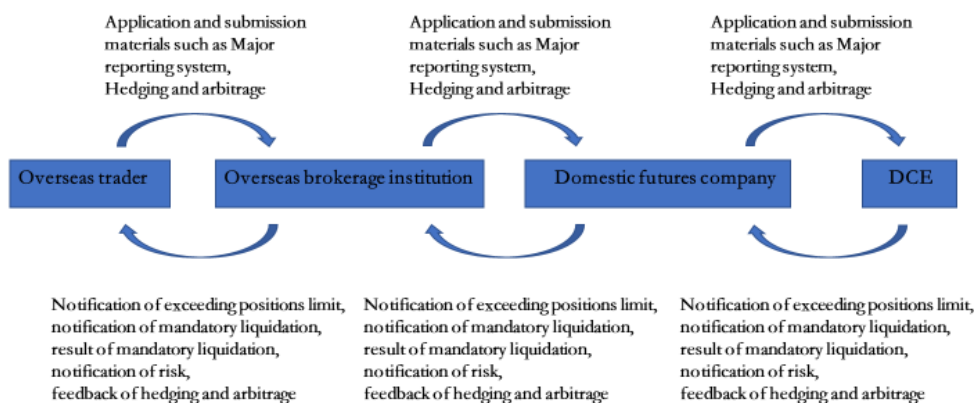 Application and submission
materials such as Major
reporting system,
Hedging and arbitrage
Application and submission
materials such as Major
reporting system,
Hedging and arbitrage
Application and submission
materials such as Major
reporting system,
Hedging and arbitrage
Overseas trader
Overseas brokerage institution
Domestic futures company
DCE
Notification of exceeding positions limit,
notification of mandatory liquidation,
result of mandatory liquidation,
notification of risk,
feedback of hedging and arbitrage
Notification of exceeding positions limit,
notification of mandatory liquidation,
result of mandatory liquidation,
notification of risk,
feedback of hedging and arbitrage
Notification of exceeding positions limit,
notification of mandatory liquidation,
result of mandatory liquidation,
notification of risk,
feedback of hedging and arbitrage